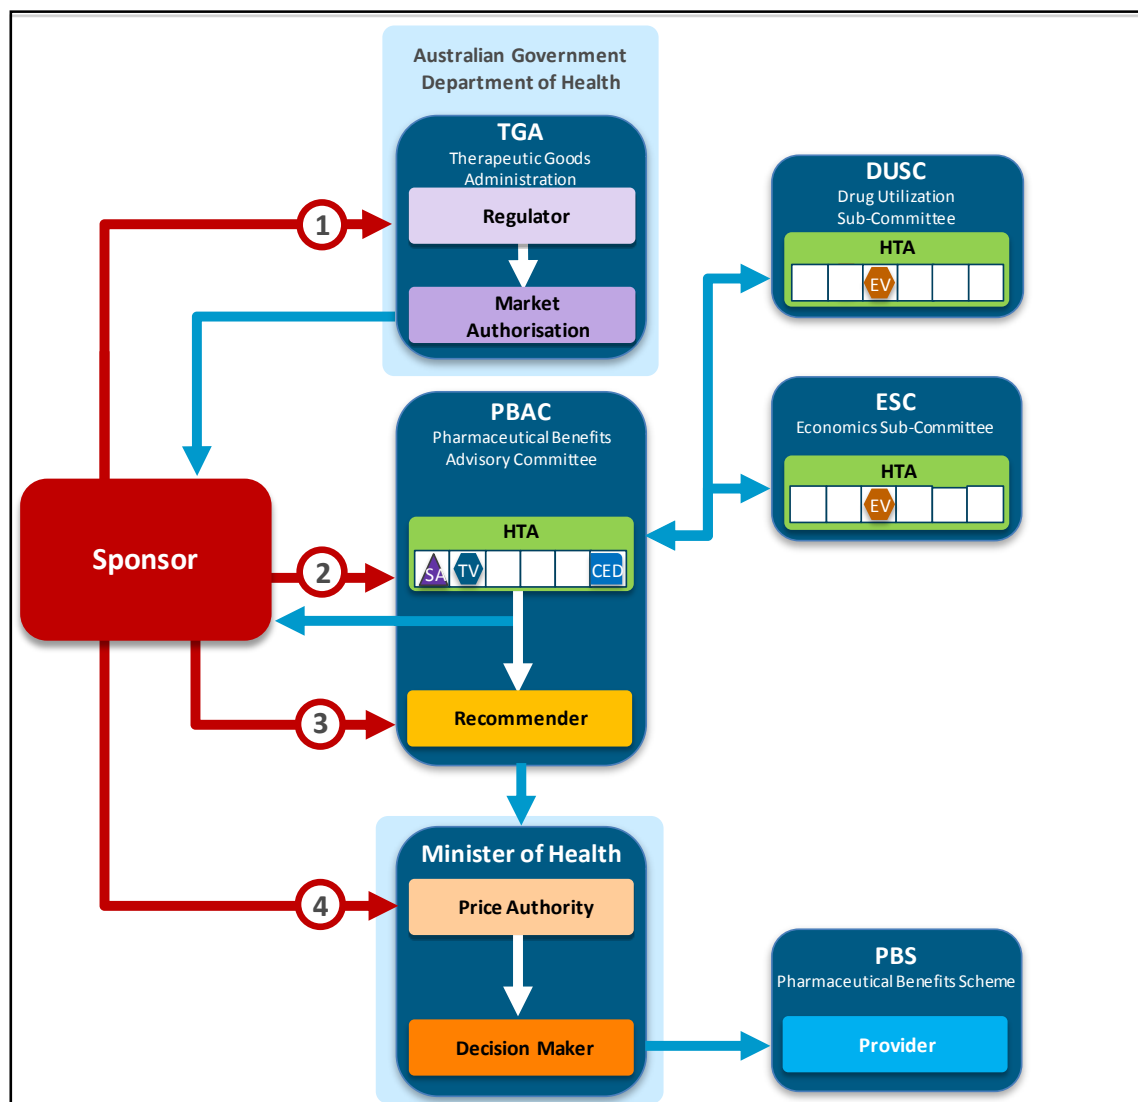 Australian Government
Department of Health
TGA
Therapeutic Goods
Administration
Regulator
Market
Authorisation
1
DUSC
Drug Utilization
Sub-Committee
HTA
EV
ESC
Economics Sub-Committee
HTA
EV
PBAC
Pharmaceutical Benefits
Advisory Committee
HTA
SA TV CED
Sponsor
2
3
Recommender
Minister of Health
Price Authority
4
Decision Maker
PBS
Pharmaceutical Benefits Scheme
Provider